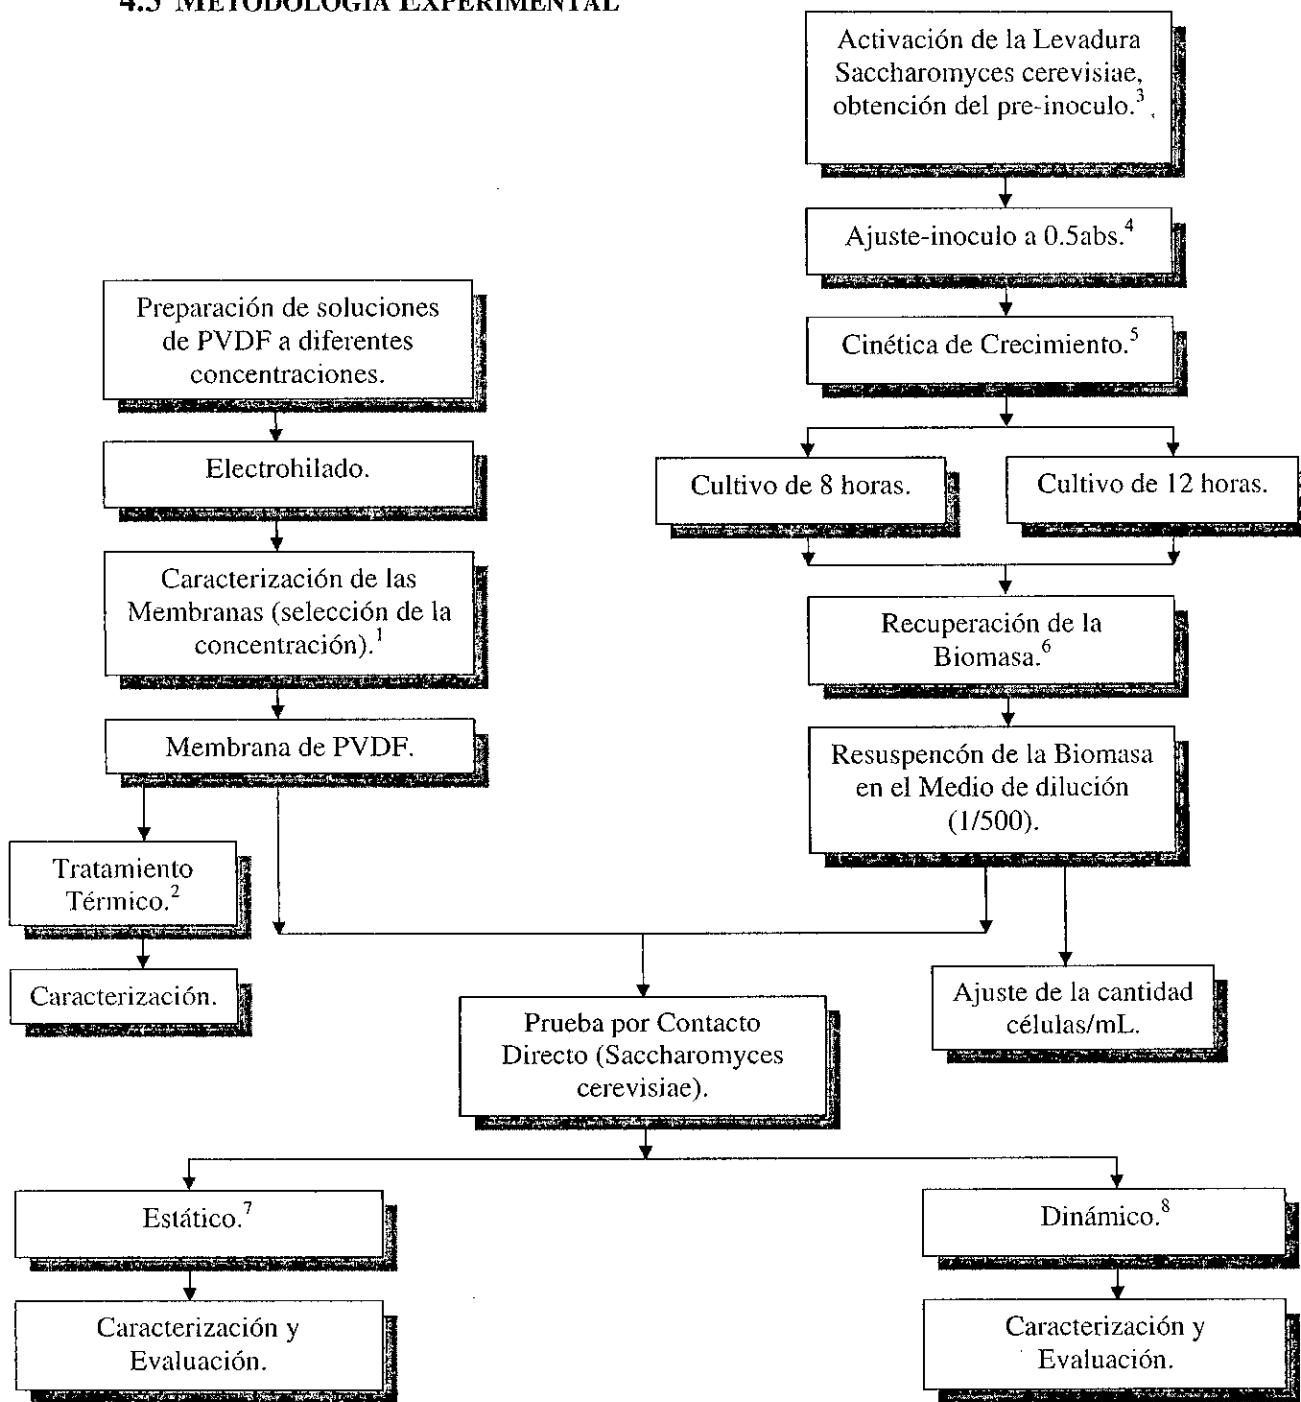 4.3 METODOLOGÍA EXPERIMENTAL
Activación de la Levadura
Saccharomyces cerevisiae,
obtención del pre-inoculo.³
Ajuste-inoculo a 0.5abs.⁴
Cinética de Crecimiento.⁵
Cultivo de 8 horas.
Cultivo de 12 horas.
Recuperación de la
Biomasa.⁶
Resuspencón de la Biomasa
en el Medio de dilución
(1/500).
Ajuste de la cantidad
células/mL.
Preparación de soluciones
de PVDF a diferentes
concentraciones.
Electrohilado.
Caracterización de las
Membranas (selección de la
concentración).¹
Membrana de PVDF.
Tratamiento
Térmico.²
Caracterización.
Prueba por Contacto
Directo (Saccharomyces
cerevisiae).
Estático.⁷
Caracterización y
Evaluación.
Dinámico.⁸
Caracterización y
Evaluación.